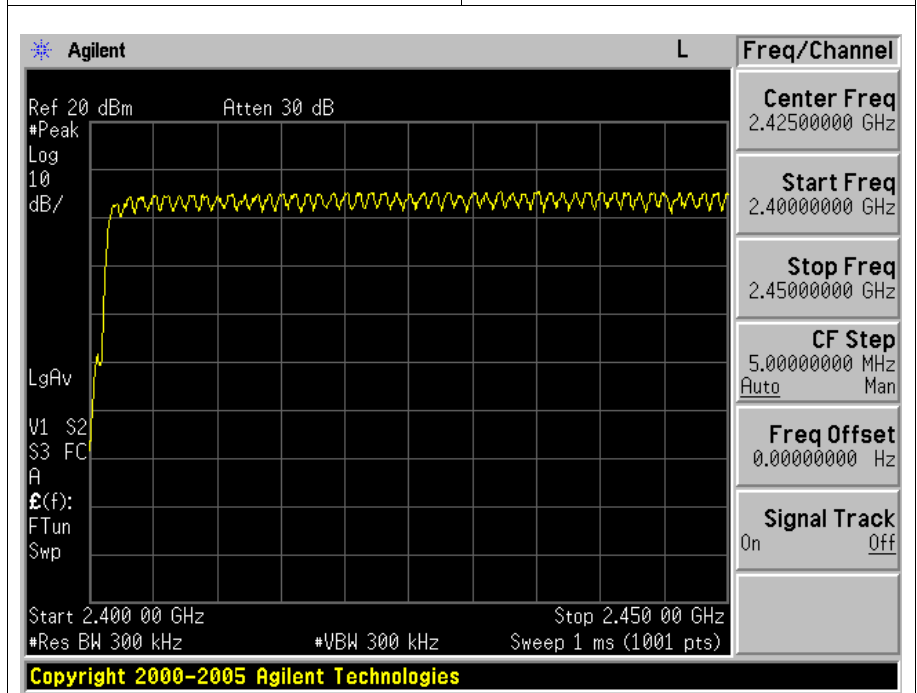 Agilent L Freq/Channel
Ref 20 dBm Atten 30 dB
#Peak
Log
10
dB/
LgAv
V1 S2
S3 FC
A
£(f):
FTun
Swp
Start 2.400 00 GHz Stop 2.450 00 GHz
#Res BW 300 kHz #VBW 300 kHz Sweep 1 ms (1001 pts)
Center Freq
2.42500000 GHz
Start Freq
2.40000000 GHz
Stop Freq
2.45000000 GHz
CF Step
5.00000000 MHz
Auto Man
Freq Offset
0.00000000 Hz
Signal Track
On Off
Copyright 2000-2005 Agilent Technologies